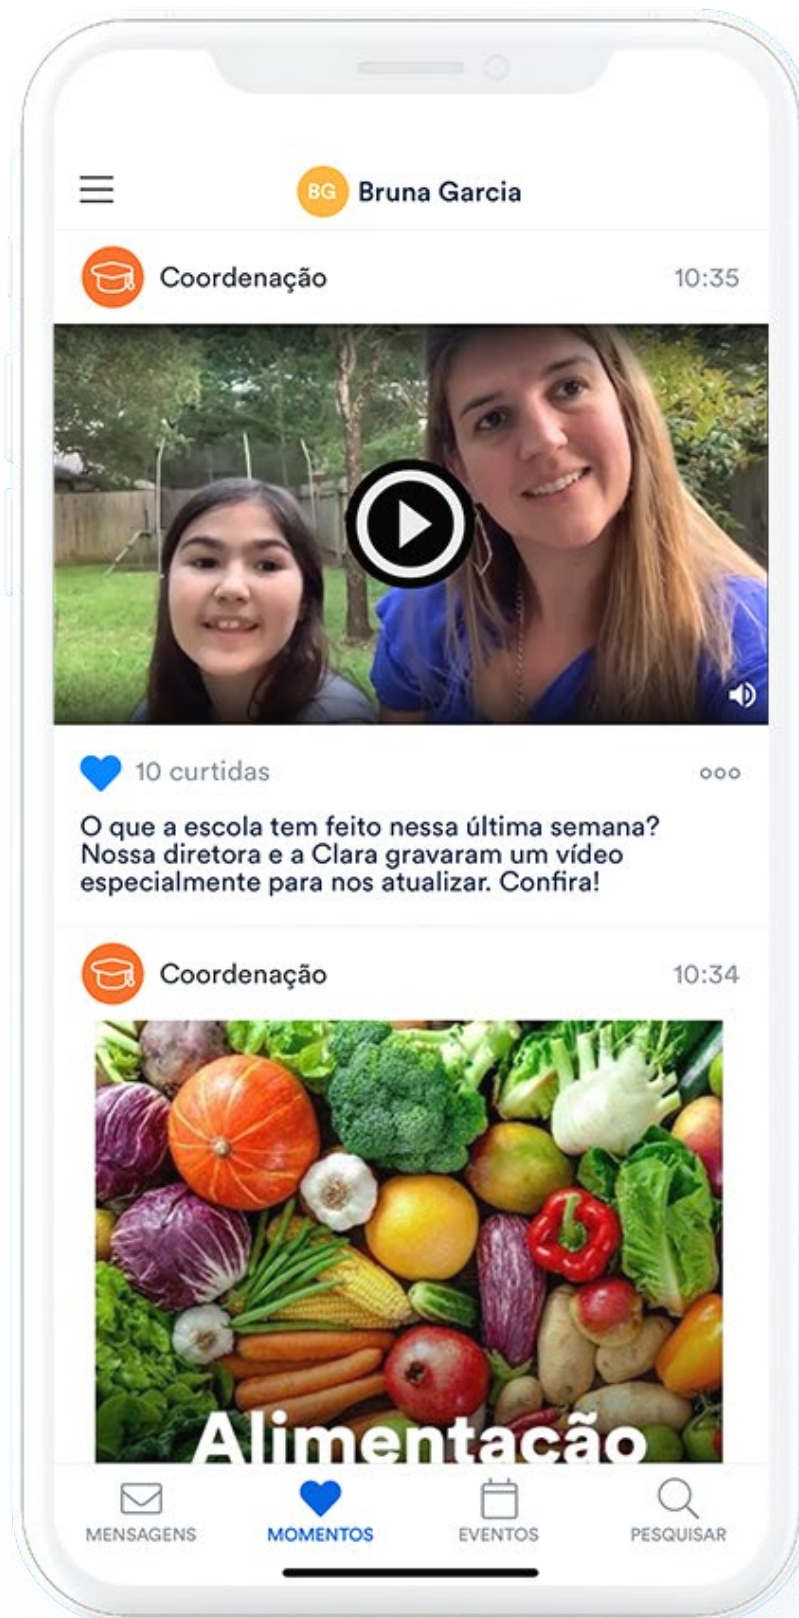 BG Bruna Garcia
Coordenação 10:35
10 curtidas
O que a escola tem feito nessa última semana?
Nossa diretora e a Clara gravaram um vídeo
especialmente para nos atualizar. Confira!
Coordenação 10:34
Alimentação
MENSAGENS MOMENTOS EVENTOS PESQUISAR